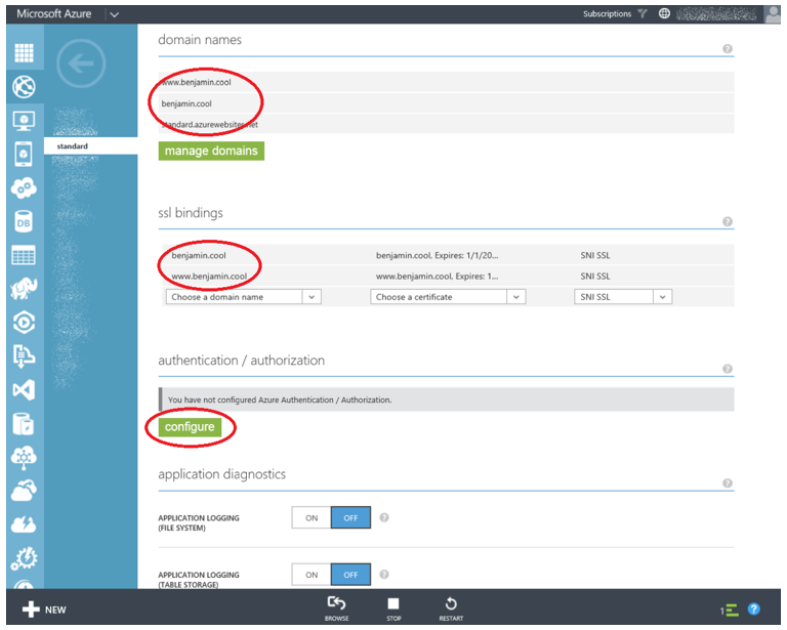 Microsoft Azure
Subscriptions
domain names
www.benjamin.cool
benjamin.cool
standard.azurewebsites.net
standard
manage domains
DB
ssl bindings
benjamin.cool benjamin.cool, Expires: 1/1/20... SNI SSL
www.benjamin.cool www.benjamin.cool, Expires: 1... SNI SSL
Choose a domain name Choose a certificate SNI SSL
authentication / authorization
You have not configured Azure Authentication / Authorization.
configure
application diagnostics
APPLICATION LOGGING ON OFF
(FILE SYSTEM)
APPLICATION LOGGING ON OFF
(TABLE STORAGE)
NEW BROWSE STOP RESTART 1